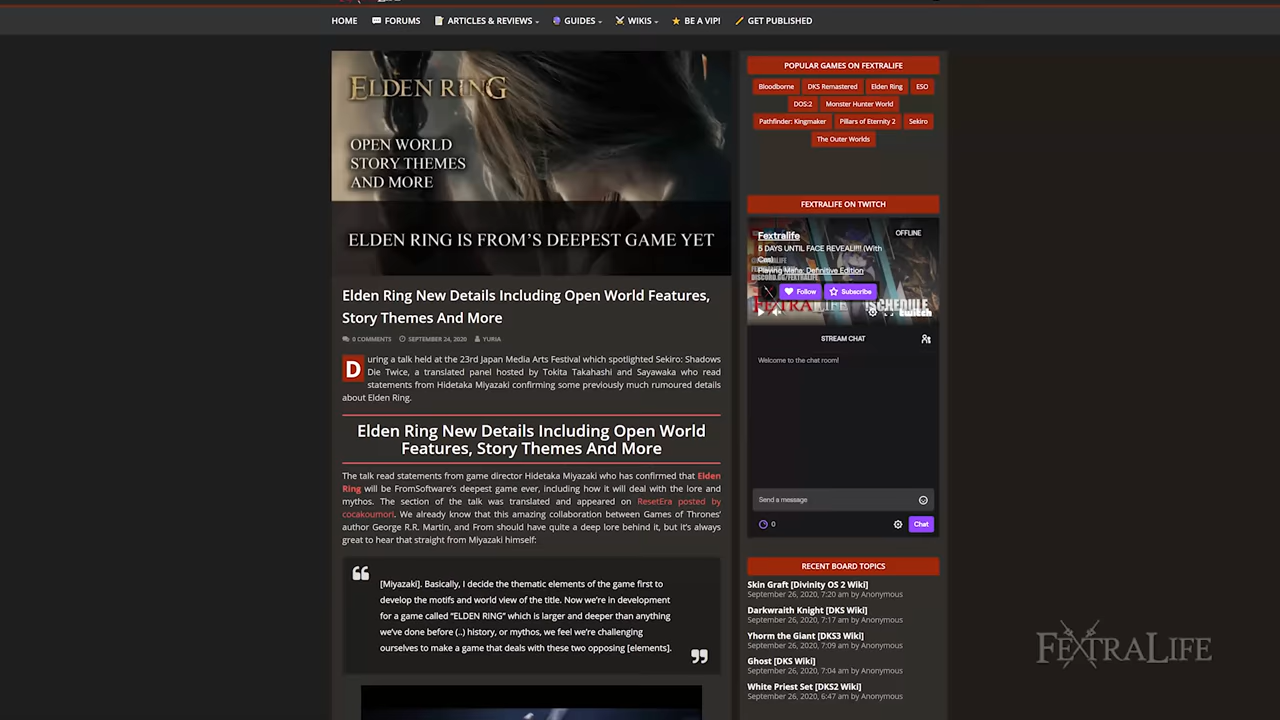 HOME
FORUMS
ARTICLES & REVIEWS
GUIDES
WIKIS
BE A VIP!
GET PUBLISHED
ELDEN RING
OPEN WORLD
STORY THEMES
AND MORE
ELDEN RING IS FROM'S DEEPEST GAME YET
Elden Ring New Details Including Open World Features,
Story Themes And More
0 COMMENTS SEPTEMBER 24, 2020 YURIA
During a talk held at the 23rd Japan Media Arts Festival which spotlighted Sekiro: Shadows
Die Twice, a translated panel hosted by Tokita Takahashi and Sayawaka who read
statements from Hidetaka Miyazaki confirming some previously much rumoured details
about Elden Ring.
Elden Ring New Details Including Open World
Features, Story Themes And More
The talk read statements from game director Hidetaka Miyazaki who has confirmed that Elden
Ring will be FromSoftware's deepest game ever, including how it will deal with the lore and
mythos. The section of the talk was translated and appeared on ResetEra posted by
cocakoumori. We already know that this amazing collaboration between Games of Thrones'
author George R.R. Martin, and From should have quite a deep lore behind it, but it's always
great to hear that straight from Miyazaki himself:
[Miyazaki]. Basically, I decide the thematic elements of the game first to
develop the motifs and world view of the title. Now we're in development
for a game called "ELDEN RING" which is larger and deeper than anything
we've done before (..) history, or mythos, we feel we're challenging
ourselves to make a game that deals with these two opposing [elements].
POPULAR GAMES ON FEXTRALIFE
Bloodborne DKS Remastered Elden Ring ESO
DOS:2 Monster Hunter World
Pathfinder: Kingmaker Pillars of Eternity 2 Sekiro
The Outer Worlds
FEXTRALIFE ON TWITCH
Fextralife
OFFLINE
5 DAYS UNTIL FACE REVEAL!!!! (With
Playing Mafia: Definitive Edition
Follow
Subscribe
FEXTRALIFE
SCHEDULE
twitch
STREAM CHAT
Welcome to the chat room!
Send a message
0
Chat
RECENT BOARD TOPICS
Skin Graft [Divinity OS 2 Wiki]
September 26, 2020, 7:20 am by Anonymous
Darkwraith Knight [DKS Wiki]
September 26, 2020, 7:17 am by Anonymous
Yhorm the Giant [DKS3 Wiki]
September 26, 2020, 7:09 am by Anonymous
Ghost [DKS Wiki]
September 26, 2020, 7:04 am by Anonymous
White Priest Set [DKS2 Wiki]
September 26, 2020, 6:47 am by Anonymous
FEXTRALIFE